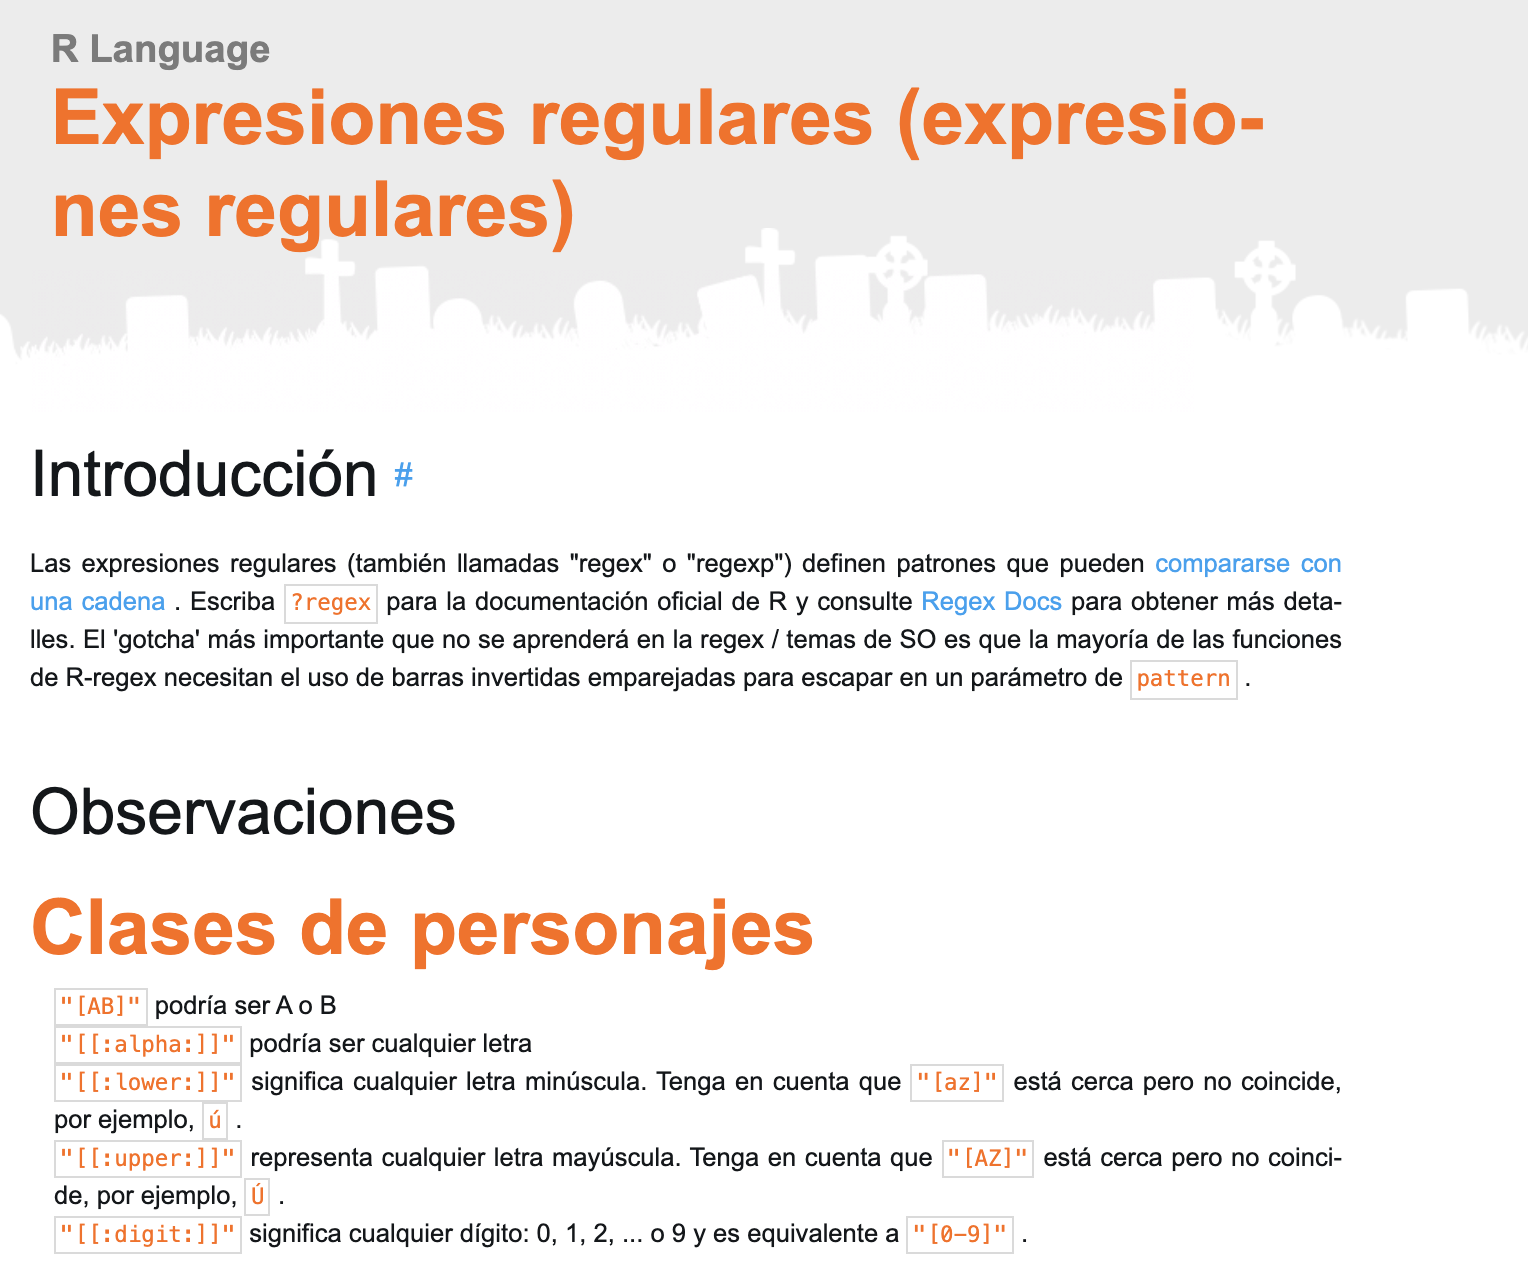 R Language
Expresiones regulares (expresio-
nes regulares)
Introducción #
Las expresiones regulares (también llamadas "regex" o "regexp") definen patrones que pueden compararse con
una cadena . Escriba ?regex para la documentación oficial de R y consulte Regex Docs para obtener más deta-
lles. El 'gotcha' más importante que no se aprenderá en la regex / temas de SO es que la mayoría de las funciones
de R-regex necesitan el uso de barras invertidas emparejadas para escapar en un parámetro de pattern .
Observaciones
Clases de personajes
"[AB]" podría ser A o B
"[[:alpha:]]" podría ser cualquier letra
"[[:lower:]]" significa cualquier letra minúscula. Tenga en cuenta que "[az]" está cerca pero no coincide,
por ejemplo, ú .
"[[:upper:]]" representa cualquier letra mayúscula. Tenga en cuenta que "[AZ]" está cerca pero no coinci-
de, por ejemplo, Ú .
"[[:digit:]]" significa cualquier dígito: 0, 1, 2, ... o 9 y es equivalente a "[0-9]" .